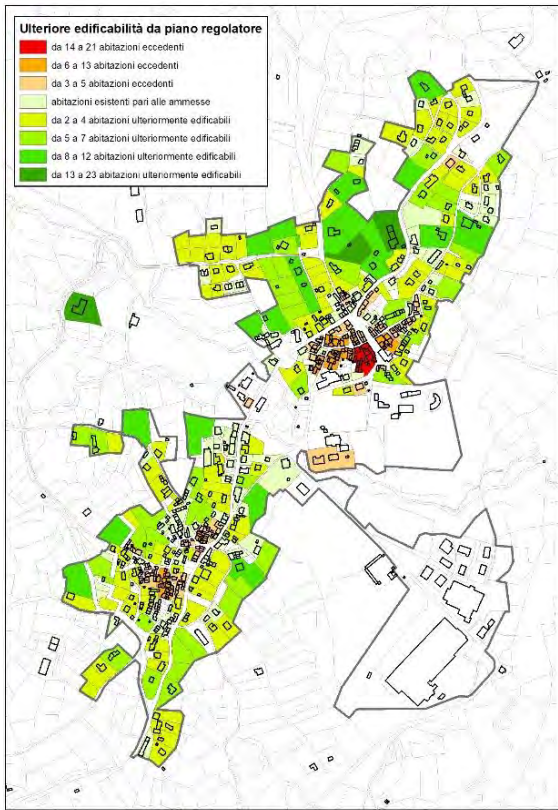 Ulteriore edificabilità da piano regolatore
da 14 a 21 abitazioni eccedenti
da 6 a 13 abitazioni eccedenti
da 3 a 5 abitazioni eccedenti
abitazioni esistenti pari alle ammesse
da 2 a 4 abitazioni ulteriormente edificabili
da 5 a 7 abitazioni ulteriormente edificabili
da 8 a 12 abitazioni ulteriormente edificabili
da 13 a 23 abitazioni ulteriormente edificabili